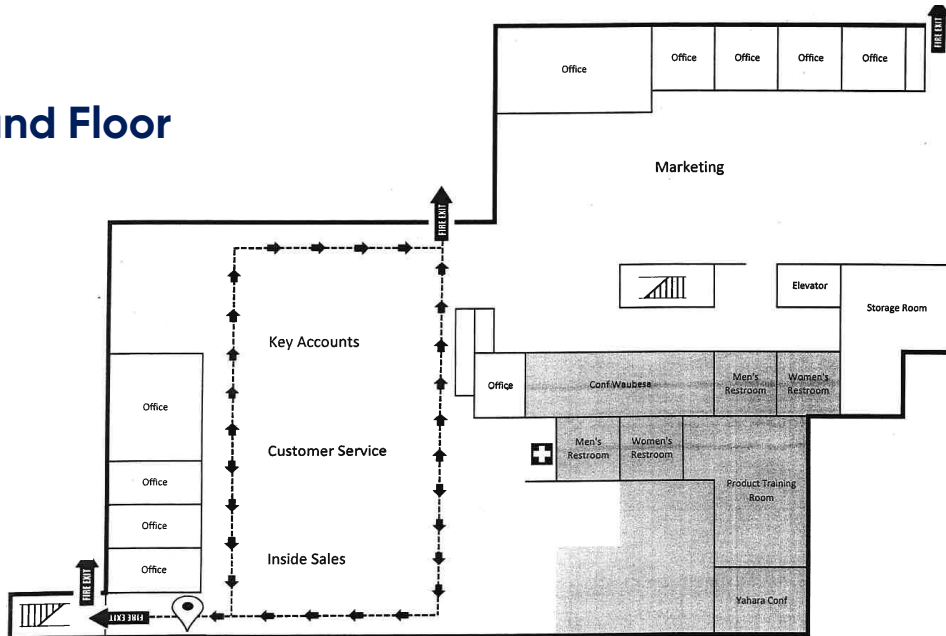 und Floor
FIRE EXIT
Office
Office
Office
Office
Office
Marketing
FIRE EXIT
Elevator
Storage Room
Key Accounts
Office
Conf Waubesa
Men's
Restroom
Women's
Restroom
Office
Customer Service
Men's
Restroom
Women's
Restroom
Office
Product Training
Room
Office
Inside Sales
Office
FIRE EXIT
Yahara Conf
FIRE EXIT